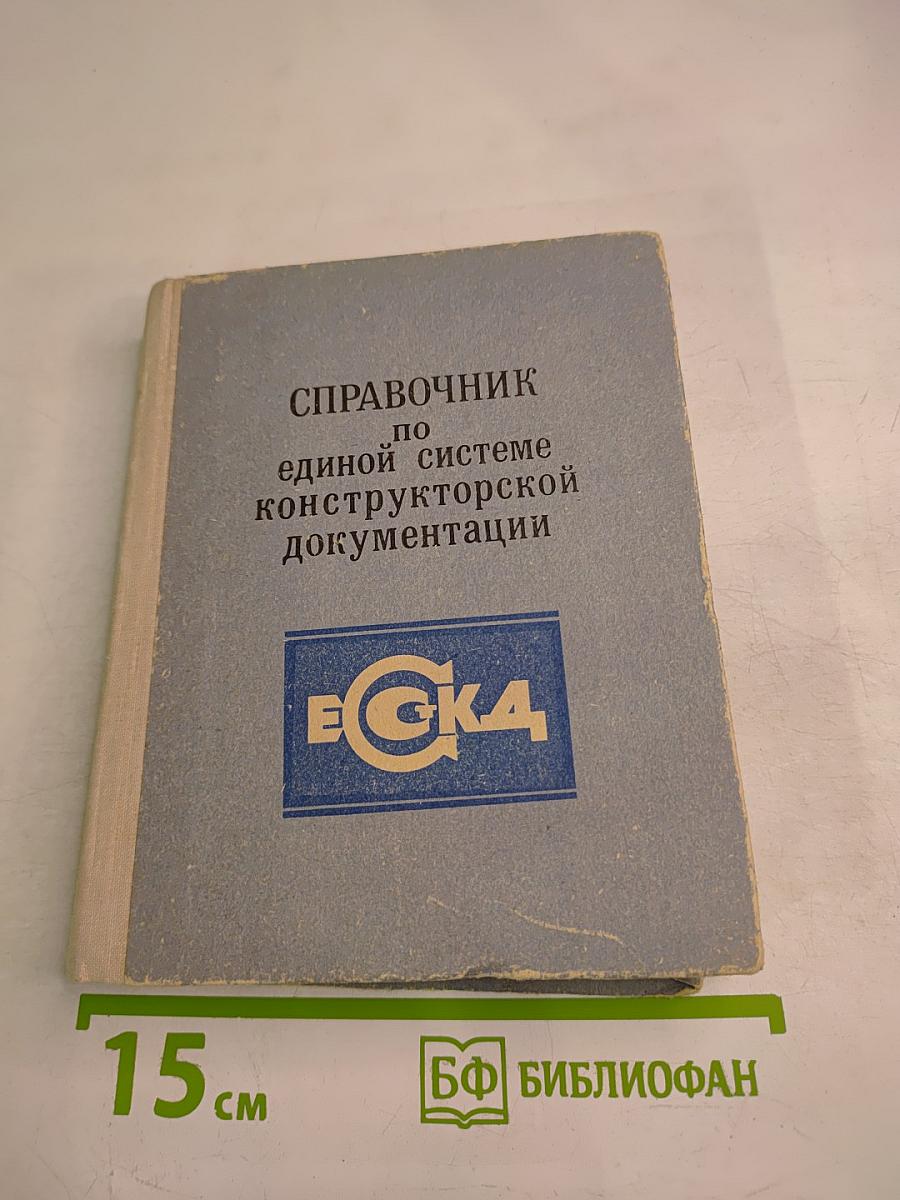 СПРАВОЧНИК
по
единой системе
конструкторской
документации
ЕСКД
15 см
БФ БИБЛИОФАН